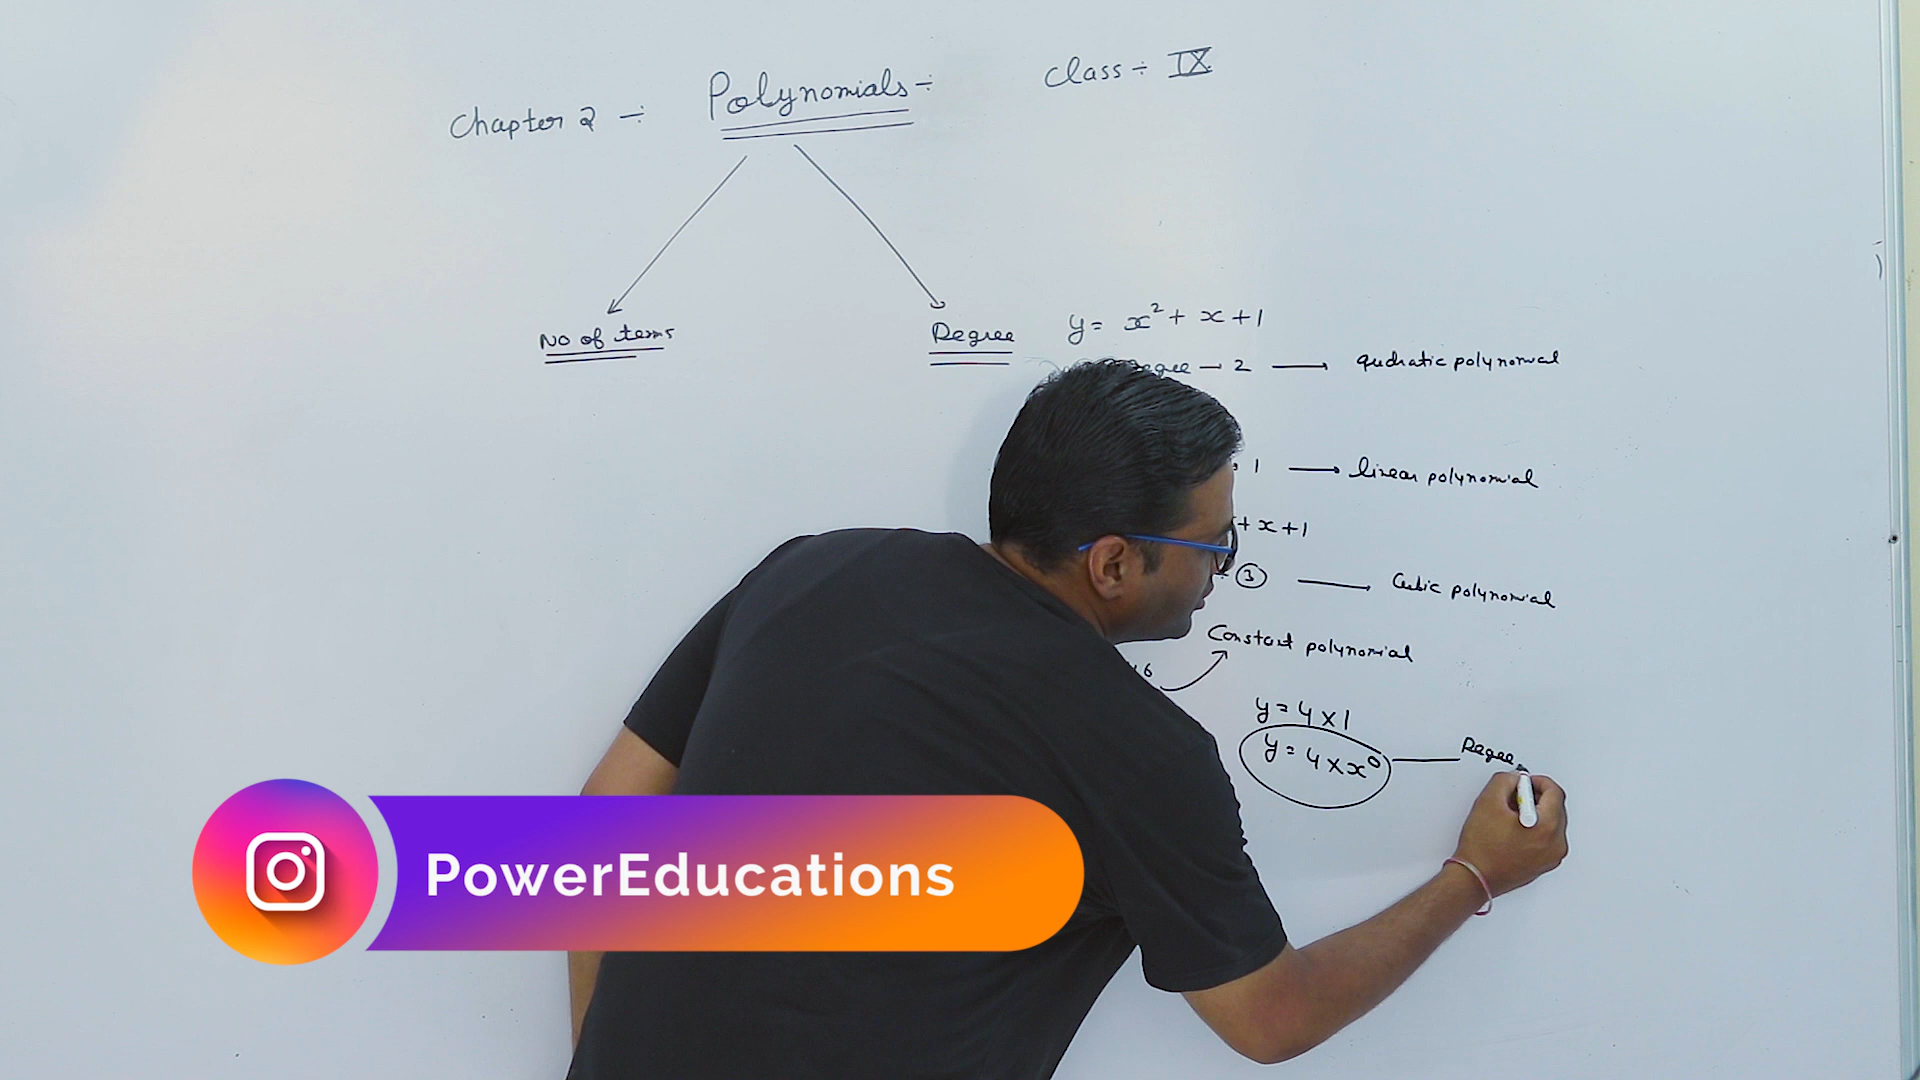 Chapter 2 ÷ Polynomials ÷ Class ÷ IX
No of terms
Degree
y = x² + x + 1
→ 2 → qudratic polynomial
1 → linear polynomial
+ x + 1
3 → Cubic polynomial
Constant polynomial
6
y = 4 × 1
y = 4 × x⁰ — Degree
PowerEducations